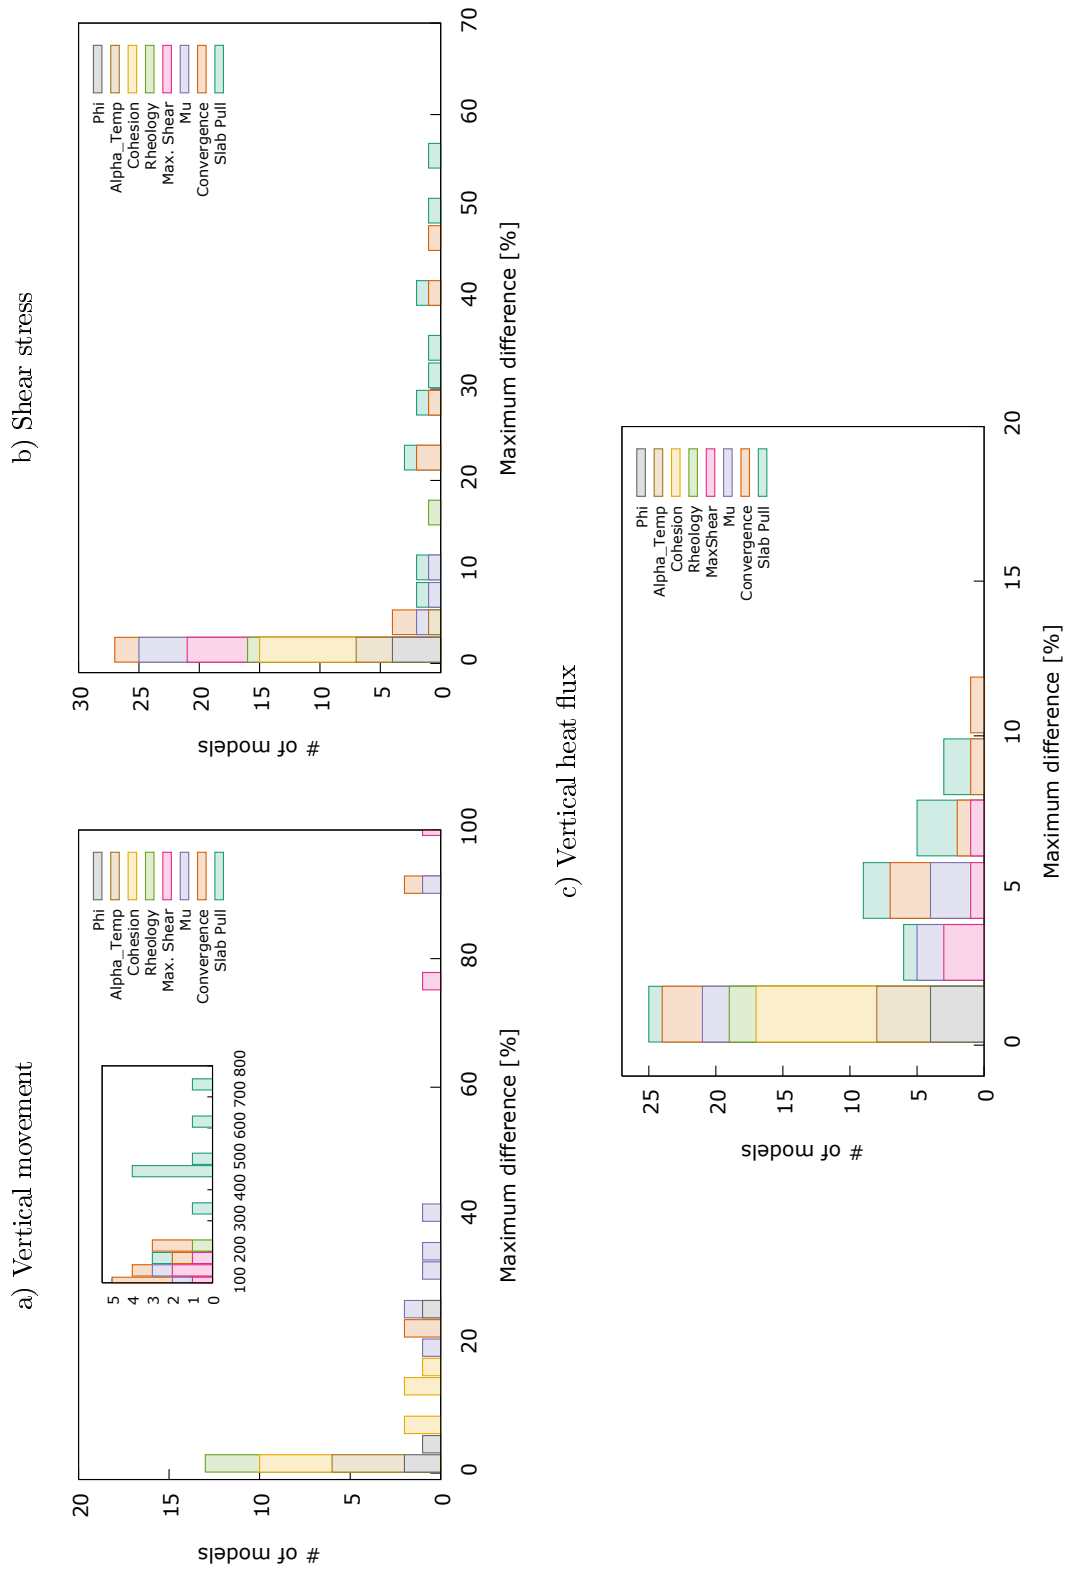 a) Vertical movement
# of models
20
15
10
5
0
0
20
40
60
80
100
Maximum difference [%]
Phi
Alpha_Temp
Cohesion
Rheology
Max. Shear
Mu
Convergence
Slab Pull
5
4
3
2
1
0
100 200 300 400 500 600 700 800
b) Shear stress
# of models
30
25
20
15
10
5
0
0
10
20
30
40
50
60
70
Maximum difference [%]
Phi
Alpha_Temp
Cohesion
Rheology
Max. Shear
Mu
Convergence
Slab Pull
c) Vertical heat flux
# of models
25
20
15
10
5
0
0
5
10
15
20
Maximum difference [%]
Phi
Alpha_Temp
Cohesion
Rheology
MaxShear
Mu
Convergence
Slab Pull